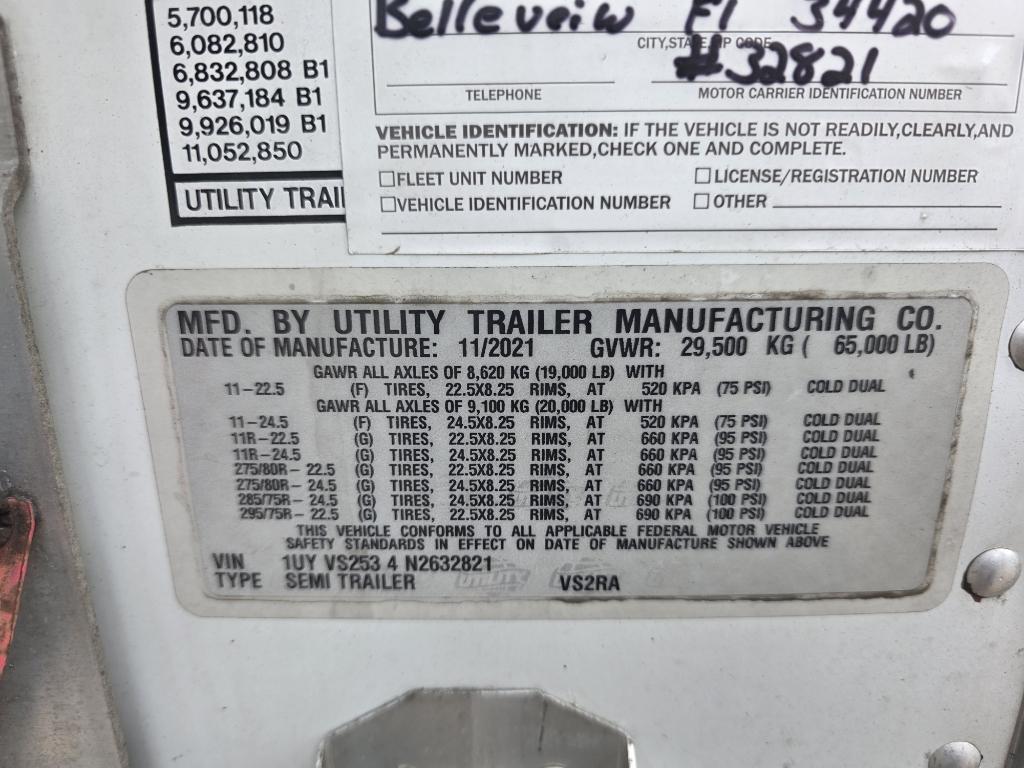 5,700,118
6,082,810
6,832,808 B1
9,637,184 B1
9,926,019 B1
11,052,850
UTILITY TRAI
Belleveiw Fl 34420
CITY,STATE,ZIP CODE
#32821
TELEPHONE
MOTOR CARRIER IDENTIFICATION NUMBER
VEHICLE IDENTIFICATION: IF THE VEHICLE IS NOT READILY,CLEARLY,AND
PERMANENTLY MARKED,CHECK ONE AND COMPLETE.
☐FLEET UNIT NUMBER ☐LICENSE/REGISTRATION NUMBER
☐VEHICLE IDENTIFICATION NUMBER ☐OTHER
MFD. BY UTILITY TRAILER MANUFACTURING CO.
DATE OF MANUFACTURE: 11/2021 GVWR: 29,500 KG ( 65,000 LB)
GAWR ALL AXLES OF 8,620 KG (19,000 LB) WITH
11-22.5 (F) TIRES, 22.5X8.25 RIMS, AT 520 KPA (75 PSI) COLD DUAL
GAWR ALL AXLES OF 9,100 KG (20,000 LB) WITH
11-24.5 (F) TIRES, 24.5X8.25 RIMS, AT 520 KPA (75 PSI) COLD DUAL
11R-22.5 (G) TIRES, 22.5X8.25 RIMS, AT 660 KPA (95 PSI) COLD DUAL
11R-24.5 (G) TIRES, 24.5X8.25 RIMS, AT 660 KPA (95 PSI) COLD DUAL
275/80R-22.5 (G) TIRES, 22.5X8.25 RIMS, AT 660 KPA (95 PSI) COLD DUAL
275/80R-24.5 (G) TIRES, 24.5X8.25 RIMS, AT 660 KPA (95 PSI) COLD DUAL
285/75R-24.5 (G) TIRES, 24.5X8.25 RIMS, AT 690 KPA (100 PSI) COLD DUAL
295/75R-22.5 (G) TIRES, 22.5X8.25 RIMS, AT 690 KPA (100 PSI) COLD DUAL
THIS VEHICLE CONFORMS TO ALL APPLICABLE FEDERAL MOTOR VEHICLE
SAFETY STANDARDS IN EFFECT ON DATE OF MANUFACTURE SHOWN ABOVE
VIN 1UY VS253 4 N2632821
TYPE SEMI TRAILER UTILITY VS2RA